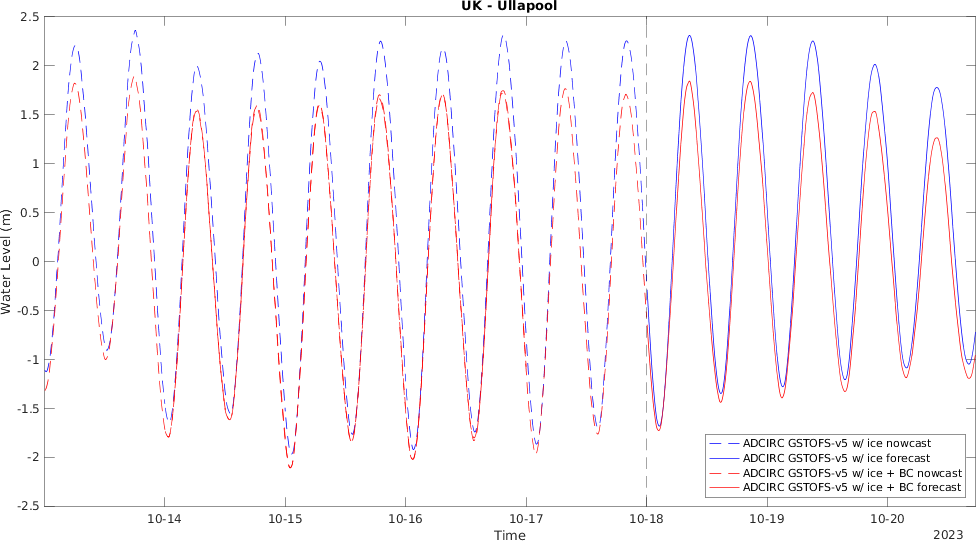 UK - Ullapool
2.5
2
1.5
1
0.5
0
-0.5
-1
-1.5
-2
-2.5
Water Level (m)
10-14
10-15
10-16
10-17
10-18
10-19
10-20
Time
2023
ADCIRC GSTOFS-v5 w/ ice nowcast
ADCIRC GSTOFS-v5 w/ ice forecast
ADCIRC GSTOFS-v5 w/ ice + BC nowcast
ADCIRC GSTOFS-v5 w/ ice + BC forecast